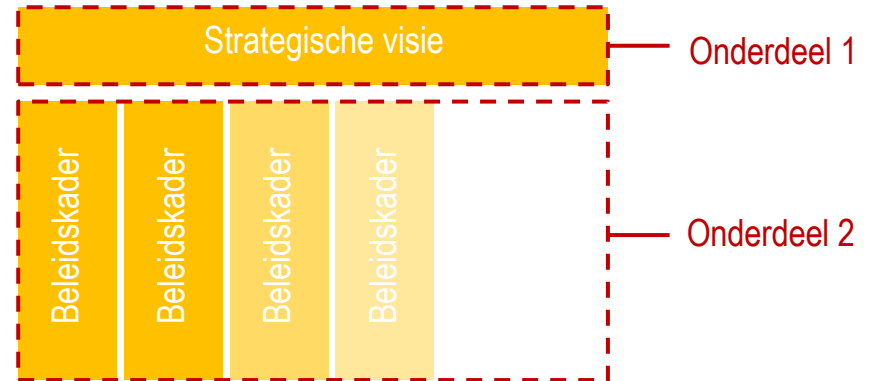 Strategische visie
Onderdeel 1
Beleidskader
Beleidskader
Beleidskader
Beleidskader
Onderdeel 2